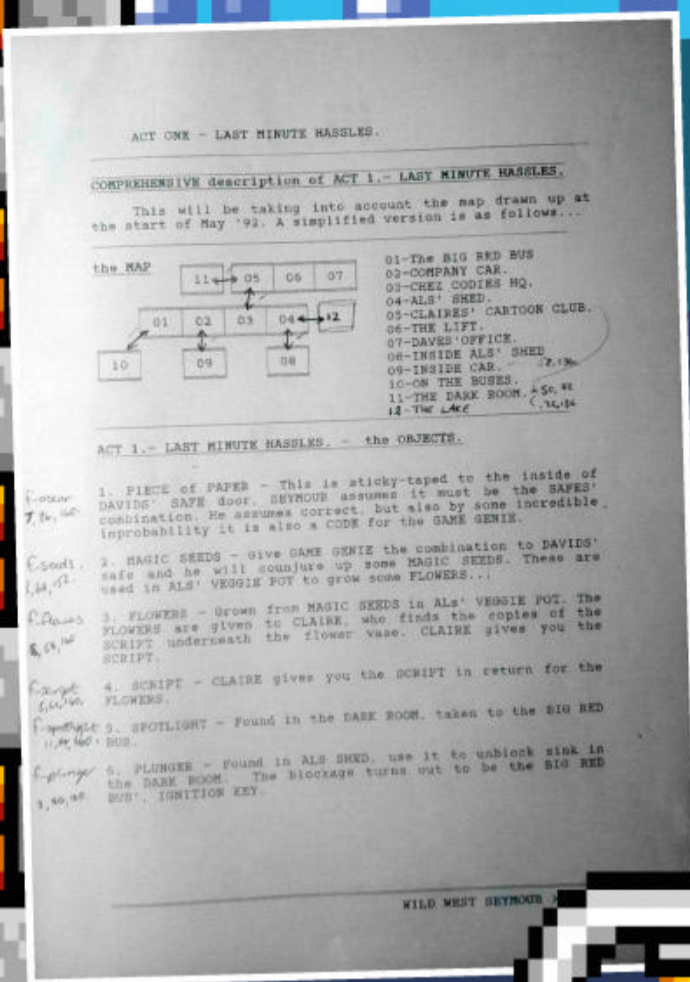 ACT ONE - LAST MINUTE HASSLES.
COMPREHENSIVE description of ACT 1.- LAST MINUTE HASSLES.
This will be taking into account the map drawn up at
the start of May '92. A simplified version is as follows...
the MAP
11 05 06 07
01 02 03 04 12
10 09 08
01-The BIG RED BUS
02-COMPANY CAR.
03-CHEZ CODIES HQ.
04-ALS' SHED.
05-CLAIRES' CARTOON CLUB.
06-THE LIFT.
07-DAVES'OFFICE.
08-INSIDE ALS' SHED
09-INSIDE CAR.
10-ON THE BUSES.
11-THE DARK ROOM.
12-THE LAKE
ACT 1.- LAST MINUTE HASSLES. - the OBJECTS.
1. PIECE of PAPER - This is sticky-taped to the inside of
DAVIDS' SAFE door. SEYMOUR assumes it must be the SAFES'
combination. He assumes correct, but also by some incredible
improbability it is also a CODE for the GAME GENIE.
f-seeds.
2. MAGIC SEEDS - Give GAME GENIE the combination to DAVIDS'
safe and he will counjure up some MAGIC SEEDS. These are
used in ALS' VEGGIE POT to grow some FLOWERS...
3. FLOWERS - Grown from MAGIC SEEDS in ALs' VEGGIE POT. The
FLOWERS are given to CLAIRE, who finds the copies of the
SCRIPT underneath the flower vase. CLAIRE gives you the
SCRIPT.
4. SCRIPT - CLAIRE gives you the SCRIPT in return for the
FLOWERS.
5. SPOTLIGHT - Found in the DARK ROOM, taken to the BIG RED
BUS.
f-plunger
6. PLUNGER - Found in ALS SHED, use it to unblock sink in
the DARK ROOM. The blockage turns out to be the BIG RED
BUS'. IGNITION KEY.
WILD WEST SEYMOUR